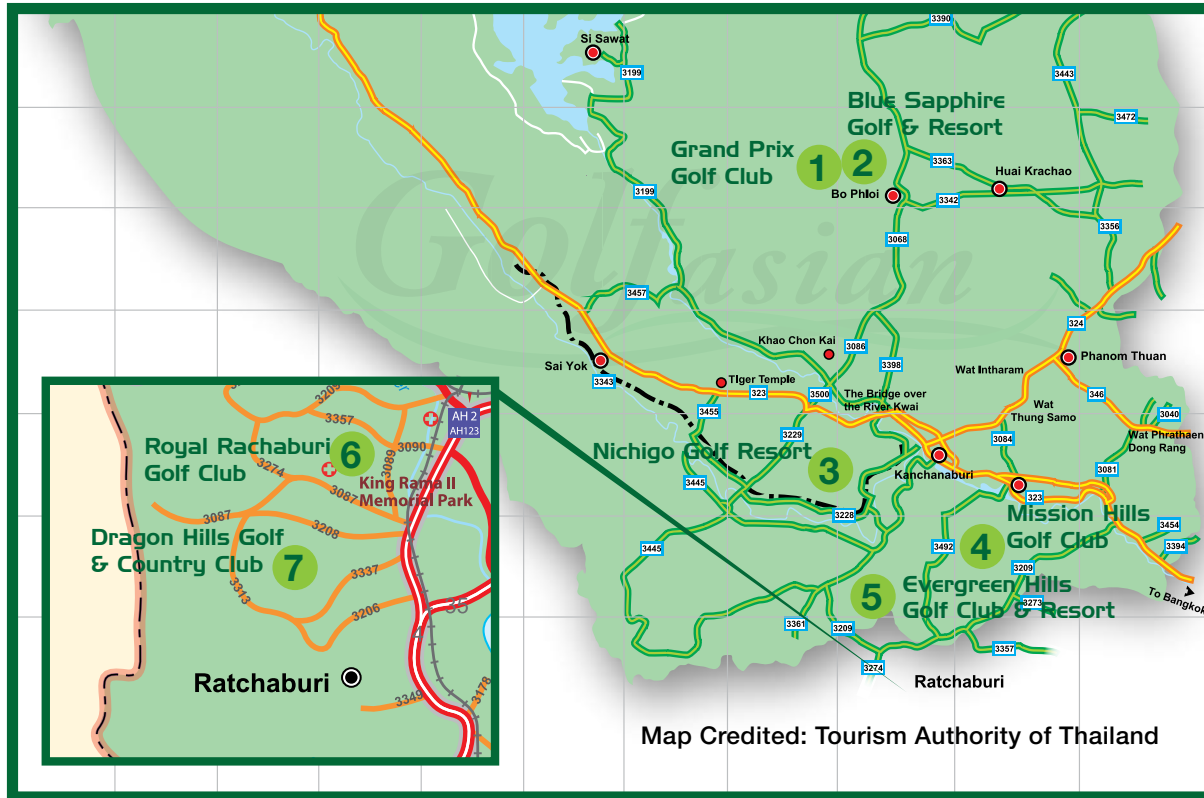 3390
Si Sawat
3199
3443
Blue Sapphire
Golf & Resort
3472
Grand Prix
Golf Club
1
2
3363
Huai Krachao
3199
Bo Phloi
3342
3356
3068
Golfasian
3457
324
Khao Chon Kai
3086
Phanom Thuan
Sai Yok
3398
Wat Intharam
3343
Tiger Temple
323
3500
The Bridge over
the River Kwai
346
3455
Wat
Thung Samo
3040
3229
3084
Wat Phrathaen
Dong Rang
Nichigo Golf Resort
3
Kanchanaburi
3081
3445
323
3228
Mission Hills
Golf Club
3454
3445
3492
4
3394
3209
5
Evergreen Hills
Golf Club & Resort
3273
To Bangkok
3361
3209
3357
3274
Ratchaburi
Map Credited: Tourism Authority of Thailand
3209
3357
AH 2
AH123
Royal Rachaburi
Golf Club
6
3090
3274
3089
King Rama II
Memorial Park
3087
3087
3208
Dragon Hills Golf
& Country Club
7
3337
3313
3206
35
Ratchaburi
3349
3178